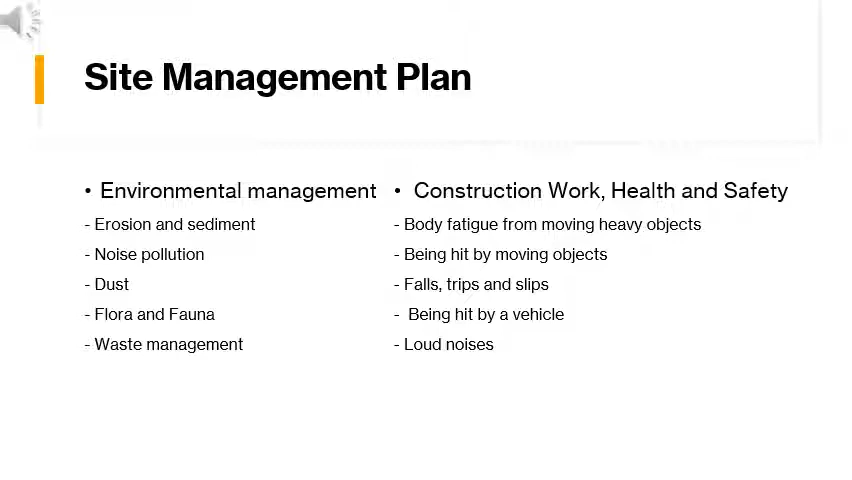 Site Management Plan
• Environmental management
- Erosion and sediment
- Noise pollution
- Dust
- Flora and Fauna
- Waste management
• Construction Work, Health and Safety
- Body fatigue from moving heavy objects
- Being hit by moving objects
- Falls, trips and slips
- Being hit by a vehicle
- Loud noises